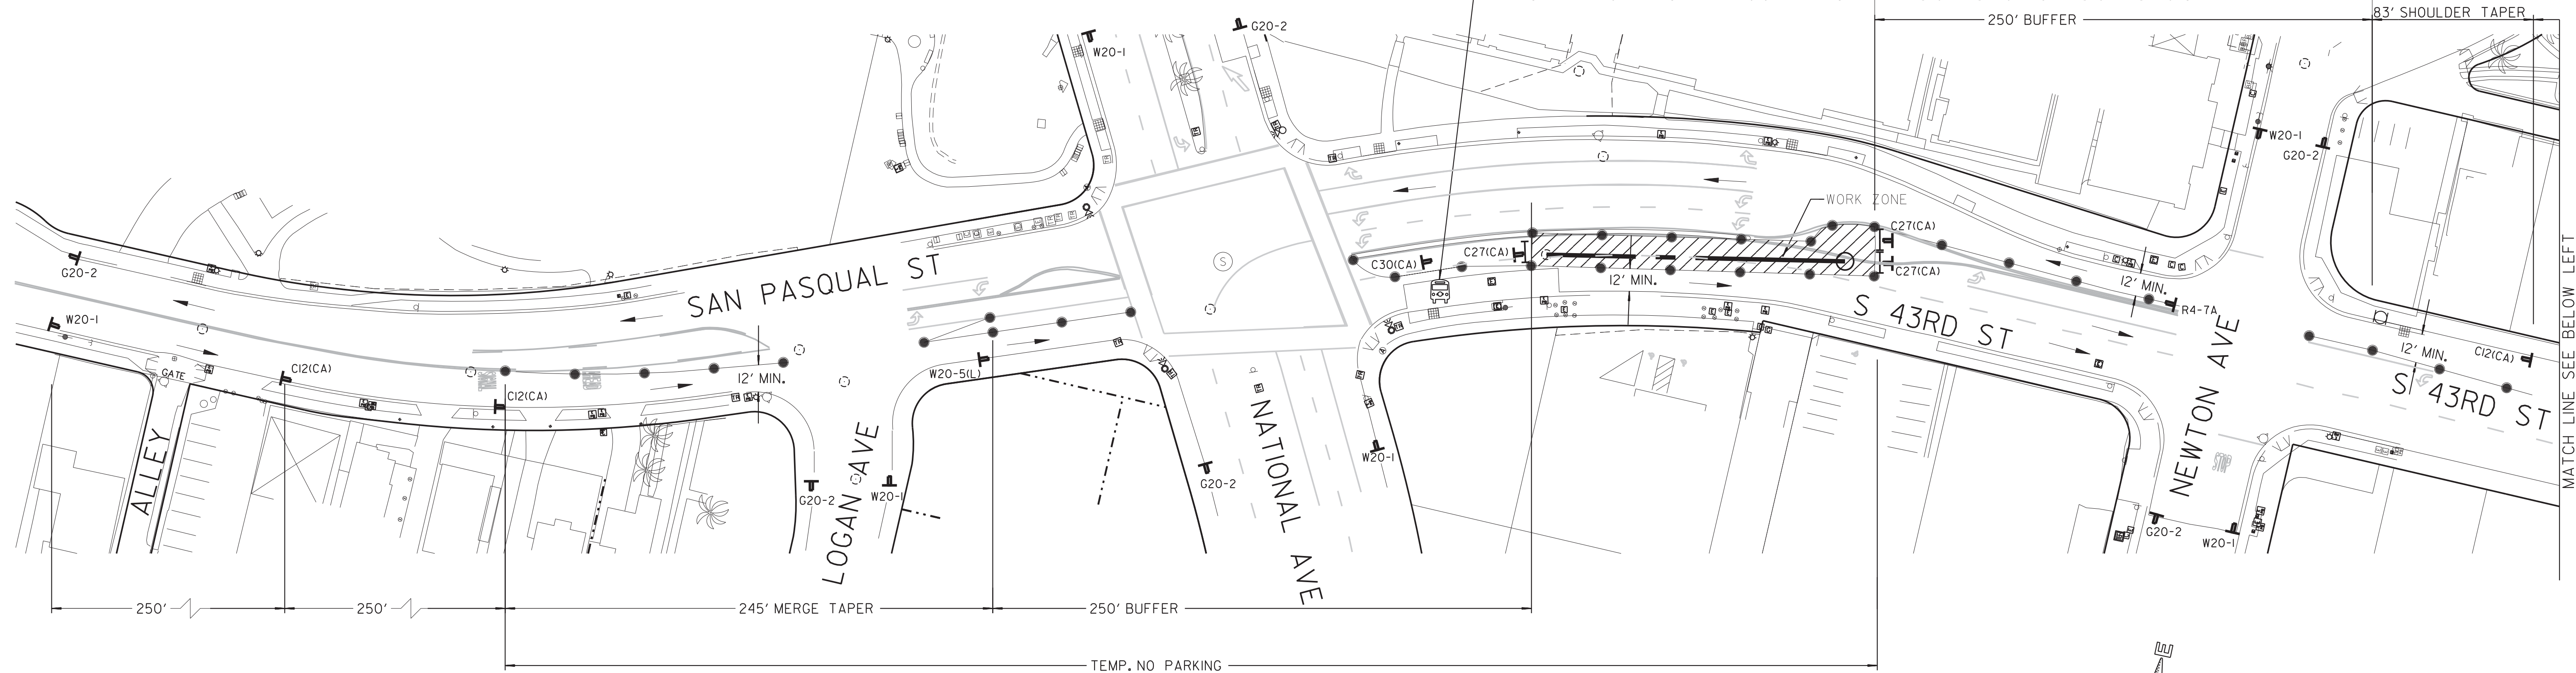 250' BUFFER
83' SHOULDER TAPER
G20-2
W20-1
W20-1
G20-2
WORK ZONE
C27(CA)
C27(CA)
C30(CA)
C27(CA)
12' MIN.
12' MIN.
R4-7A
G20-2
SAN PASQUAL ST
S
S 43RD ST
12' MIN.
C12(CA)
S 43RD ST
W20-1
GATE
C12(CA)
C12(CA)
12' MIN.
W20-5(L)
ALLEY
LOGAN AVE
G20-2
W20-1
G20-2
NATIONAL AVE
W20-1
NEWTON AVE
G20-2
W20-1
MATCH LINE SEE BELOW LEFT
250'
250'
245' MERGE TAPER
250' BUFFER
TEMP. NO PARKING